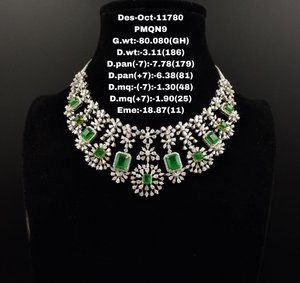 Des-Oct-11780
PMQN9
G.wt:-80.080(GH)
D.wt:-3.11(186)
D.pan(-7):-7.78(179)
D.pan(+7):-6.38(81)
D.mq:-(-7)-1.30(48)
D.mq(+7):-1.90(25)
Eme:-18.87(11)